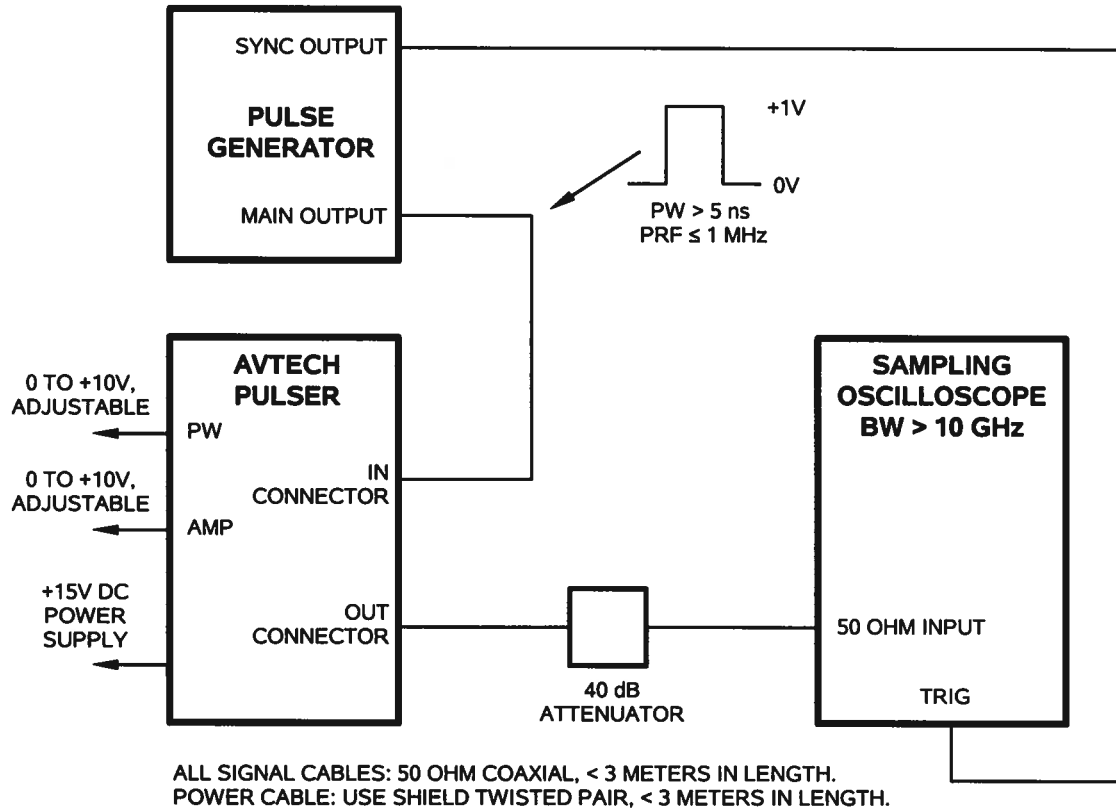 SYNC OUTPUT
PULSE
GENERATOR
MAIN OUTPUT
+1V
0V
PW > 5 ns
PRF ≤ 1 MHz
AVTECH
PULSER
0 TO +10V,
ADJUSTABLE
PW
IN
CONNECTOR
0 TO +10V,
ADJUSTABLE
AMP
+15V DC
POWER
SUPPLY
OUT
CONNECTOR
40 dB
ATTENUATOR
SAMPLING
OSCILLOSCOPE
BW > 10 GHz
50 OHM INPUT
TRIG
ALL SIGNAL CABLES: 50 OHM COAXIAL, < 3 METERS IN LENGTH.
POWER CABLE: USE SHIELD TWISTED PAIR, < 3 METERS IN LENGTH.